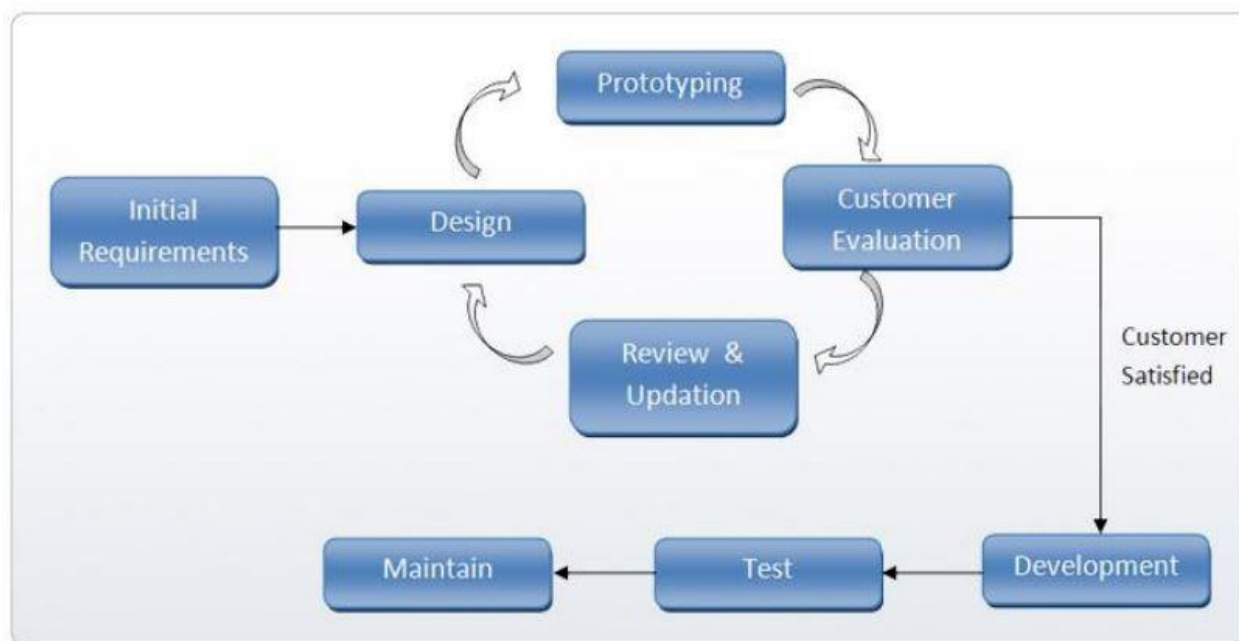 Prototyping
Initial
Requirements
Design
Customer
Evaluation
Review & 
Updation
Customer
Satisfied
Maintain
Test
Development